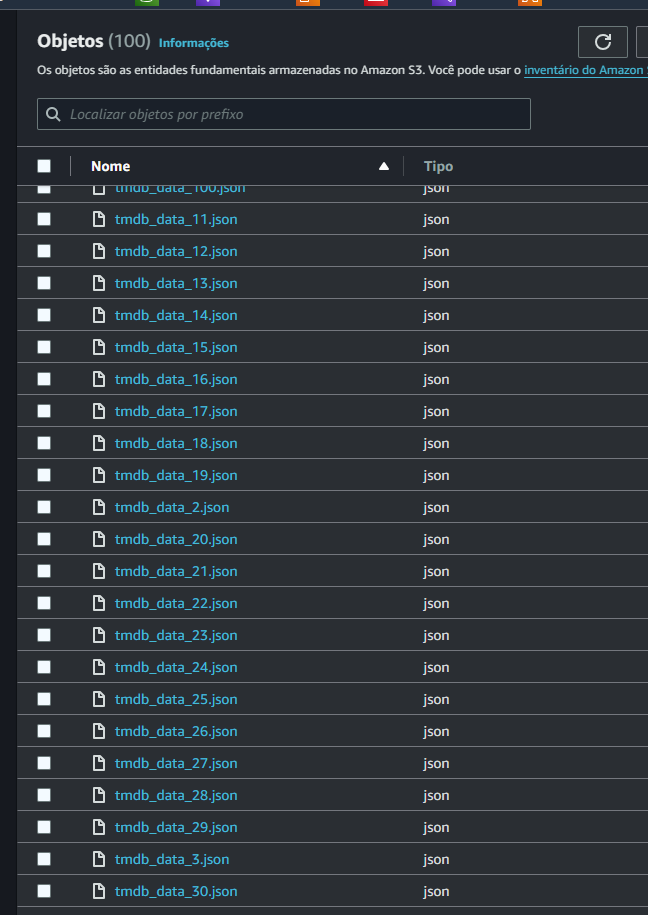 Objetos (100) Informações
Os objetos são as entidades fundamentais armazenadas no Amazon S3. Você pode usar o inventário do Amazon
Localizar objetos por prefixo
Nome Tipo
tmdb_data_100.json json
tmdb_data_11.json json
tmdb_data_12.json json
tmdb_data_13.json json
tmdb_data_14.json json
tmdb_data_15.json json
tmdb_data_16.json json
tmdb_data_17.json json
tmdb_data_18.json json
tmdb_data_19.json json
tmdb_data_2.json json
tmdb_data_20.json json
tmdb_data_21.json json
tmdb_data_22.json json
tmdb_data_23.json json
tmdb_data_24.json json
tmdb_data_25.json json
tmdb_data_26.json json
tmdb_data_27.json json
tmdb_data_28.json json
tmdb_data_29.json json
tmdb_data_3.json json
tmdb_data_30.json json